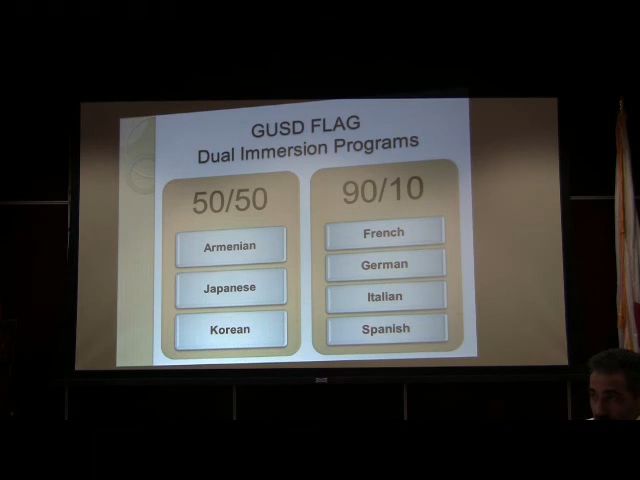 GUSD FLAG
Dual Immersion Programs
50/50
Armenian
Japanese
Korean
90/10
French
German
Italian
Spanish